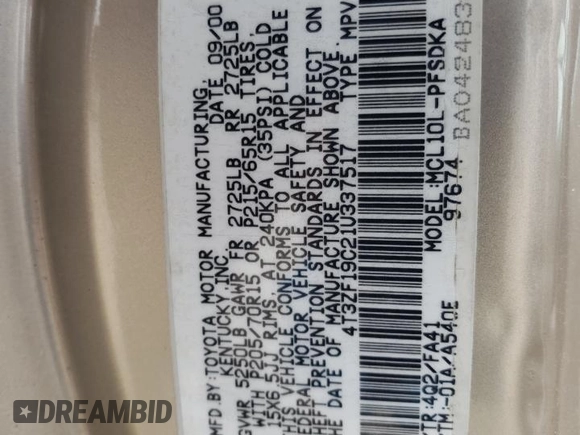 MFD.BY:TOYOTA MOTOR MANUFACTURING,
KENTUCKY,INC. DATE 09/00
GVWR 5250LB GAWR FR 2725LB RR 2725LB
WITH P205/70R15 OR P215/65R15 TIRES,
15X6.5JJ RIMS, AT 240KPA (35PSI) COLD
THIS VEHICLE CONFORMS TO ALL APPLICABLE
FEDERAL MOTOR VEHICLE SAFETY AND
THEFT PREVENTION STANDARDS IN EFFECT ON
THE DATE OF MANUFACTURE SHOWN ABOVE.
4T3ZF19C21U337517 TYPE MPV
MODEL:MCL10L-PFSDKA
C/TR:4Q2/FA41 97674
A/TM:-01A/A540E BA042483
DREAMBID